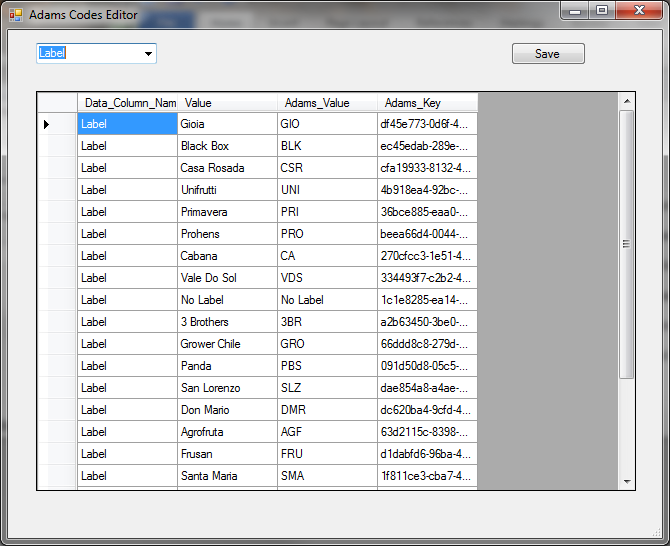 Adams Codes Editor
Label Save
Data_Column_Nam Value Adams_Value Adams_Key
Label Gioia GIO df45e773-0d6f-4...
Label Black Box BLK ec45edab-289e-...
Label Casa Rosada CSR cfa19933-8132-4...
Label Unifrutti UNI 4b918ea4-92bc-...
Label Primavera PRI 36bce885-eaa0-...
Label Prohens PRO beea66d4-0044-...
Label Cabana CA 270cfcc3-1e51-4...
Label Vale Do Sol VDS 334493f7-c2b2-4...
Label No Label No Label 1c1e8285-ea14-...
Label 3 Brothers 3BR a2b63450-3be0-...
Label Grower Chile GRO 66ddd8c8-279d-...
Label Panda PBS 091d50d8-05c5-...
Label San Lorenzo SLZ dae854a8-a4ae-...
Label Don Mario DMR dc620ba4-9cfd-4...
Label Agrofruta AGF 63d2115c-8398-...
Label Frusan FRU d1dabfd6-96ba-4...
Label Santa Maria SMA 1f811ce3-cba7-4...